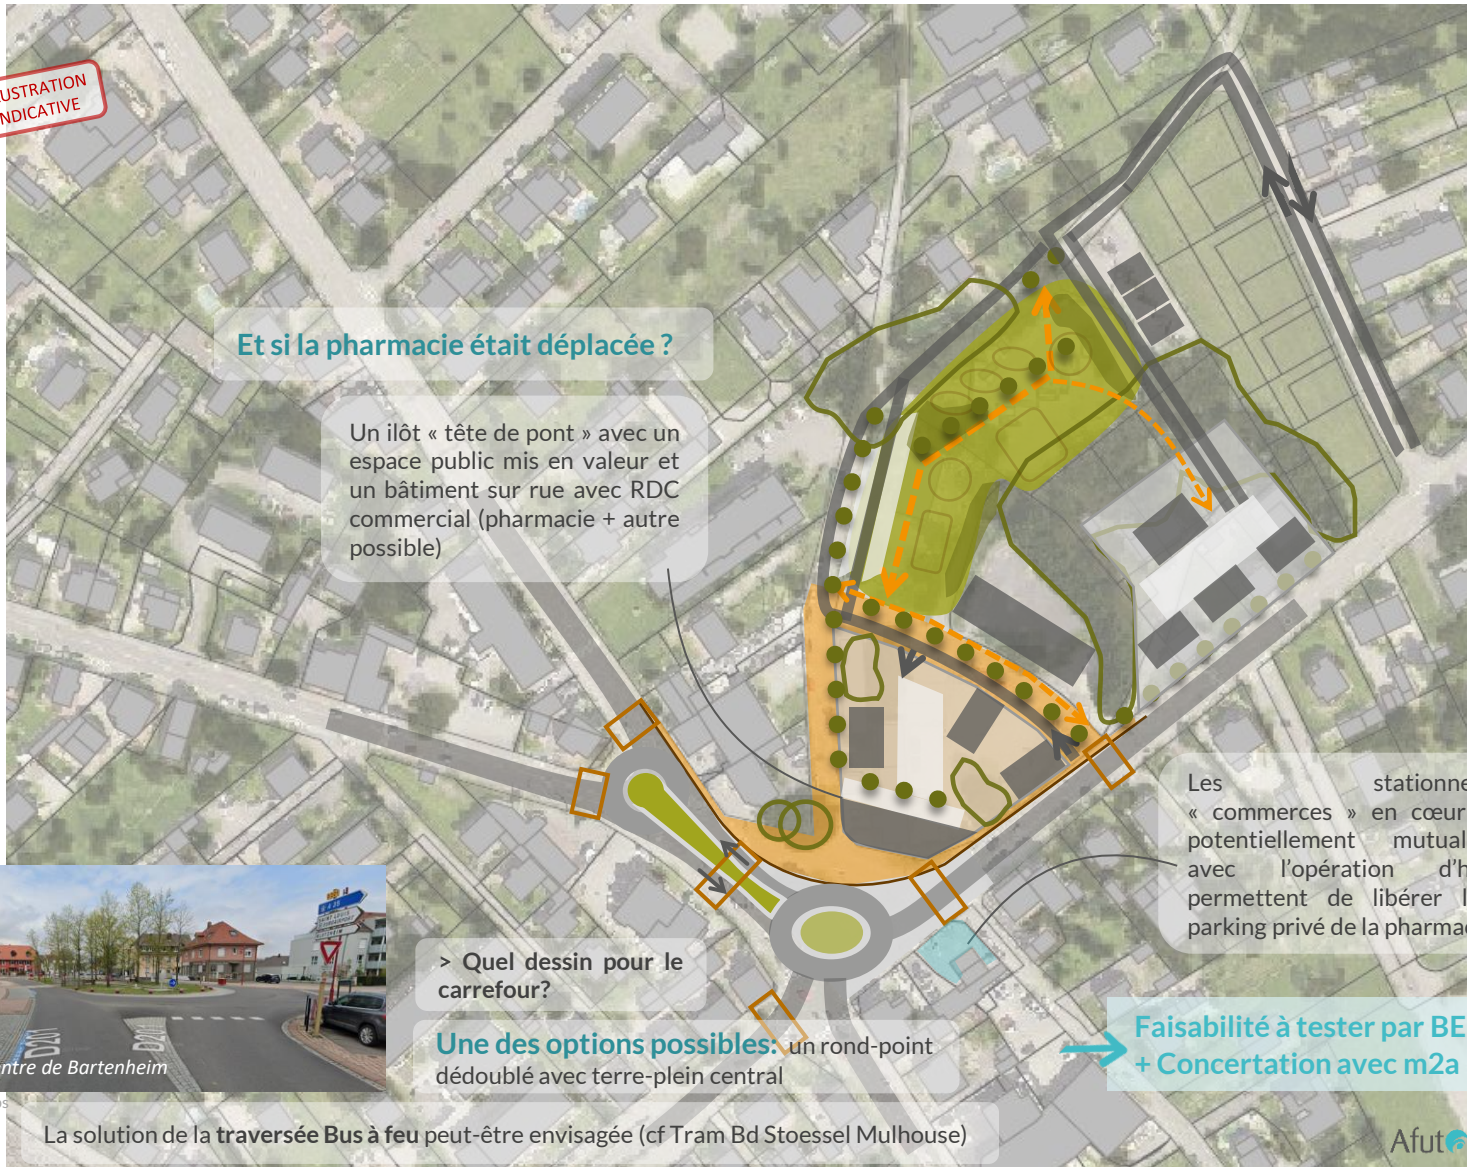 USTRATION
NDICATIVE
Et si la pharmacie était déplacée ?
Un ilôt « tête de pont » avec un
espace public mis en valeur et
un bâtiment sur rue avec RDC
commercial (pharmacie + autre
possible)
Les stationne
« commerces » en cœur
potentiellement mutual
avec l'opération d'h
permettent de libérer l
parking privé de la pharmac
> Quel dessin pour le
carrefour?
Une des options possibles: un rond-point
dédoublé avec terre-plein central
Faisabilité à tester par BE
+ Concertation avec m2a
D201
D201
ntre de Bartenheim
La solution de la traversée Bus à feu peut-être envisagée (cf Tram Bd Stoessel Mulhouse)
Afut